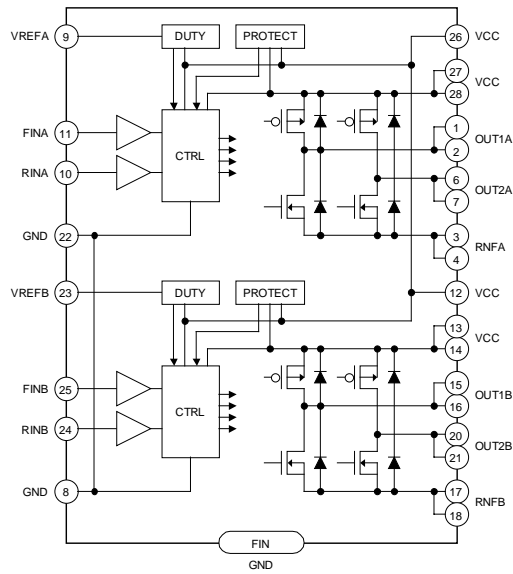 VREFA 9 DUTY PROTECT 26 VCC
27
VCC
28
FINA 11 1
CTRL OUT1A
RINA 10 2
6
OUT2A
7
GND 22 3
RNFA
4
VREFB 23 DUTY PROTECT 12 VCC
13
VCC
14
FINB 25 15
CTRL OUT1B
RINB 24 16
20
OUT2B
21
GND 8 17
RNFB
18
FIN
GND